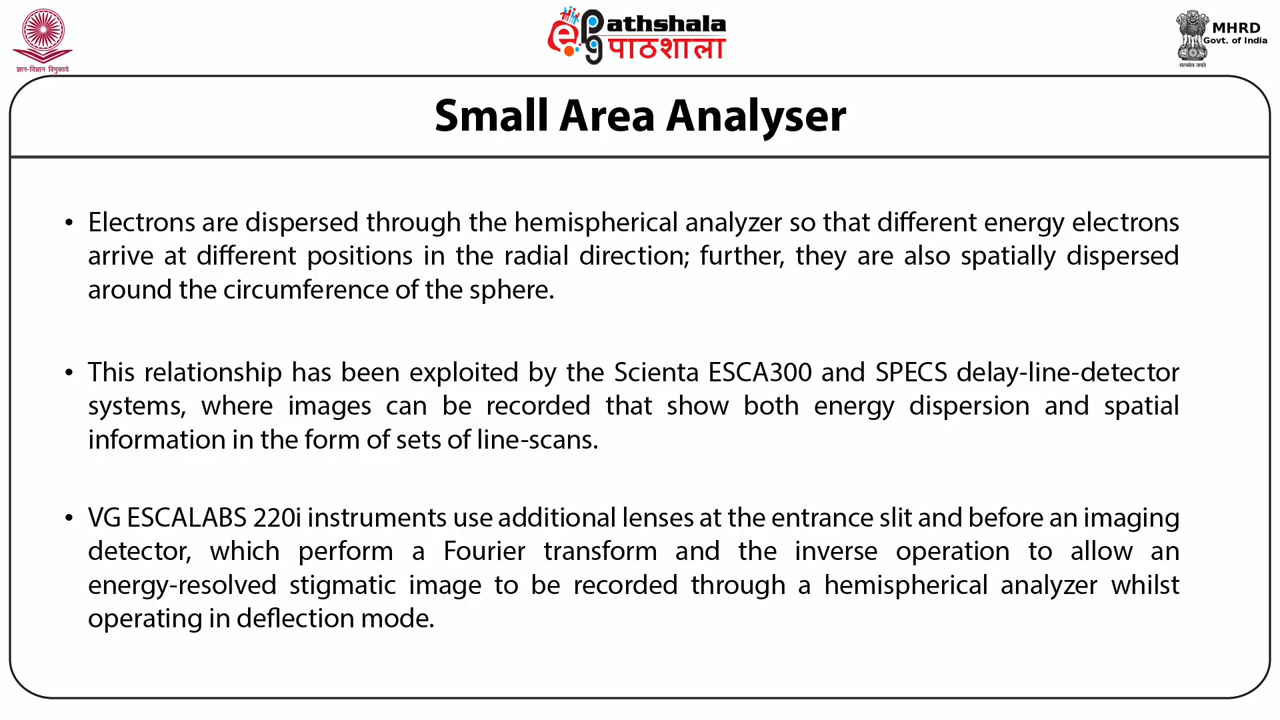 ज्ञान-विज्ञान विमुक्तये
ePathshala
पाठशाला
सत्यमेव जयते
MHRD
Govt. of India
Small Area Analyser
• Electrons are dispersed through the hemispherical analyzer so that different energy electrons
arrive at different positions in the radial direction; further, they are also spatially dispersed
around the circumference of the sphere.
• This relationship has been exploited by the Scienta ESCA300 and SPECS delay-line-detector
systems, where images can be recorded that show both energy dispersion and spatial
information in the form of sets of line-scans.
• VG ESCALABS 220i instruments use additional lenses at the entrance slit and before an imaging
detector, which perform a Fourier transform and the inverse operation to allow an
energy-resolved stigmatic image to be recorded through a hemispherical analyzer whilst
operating in deflection mode.